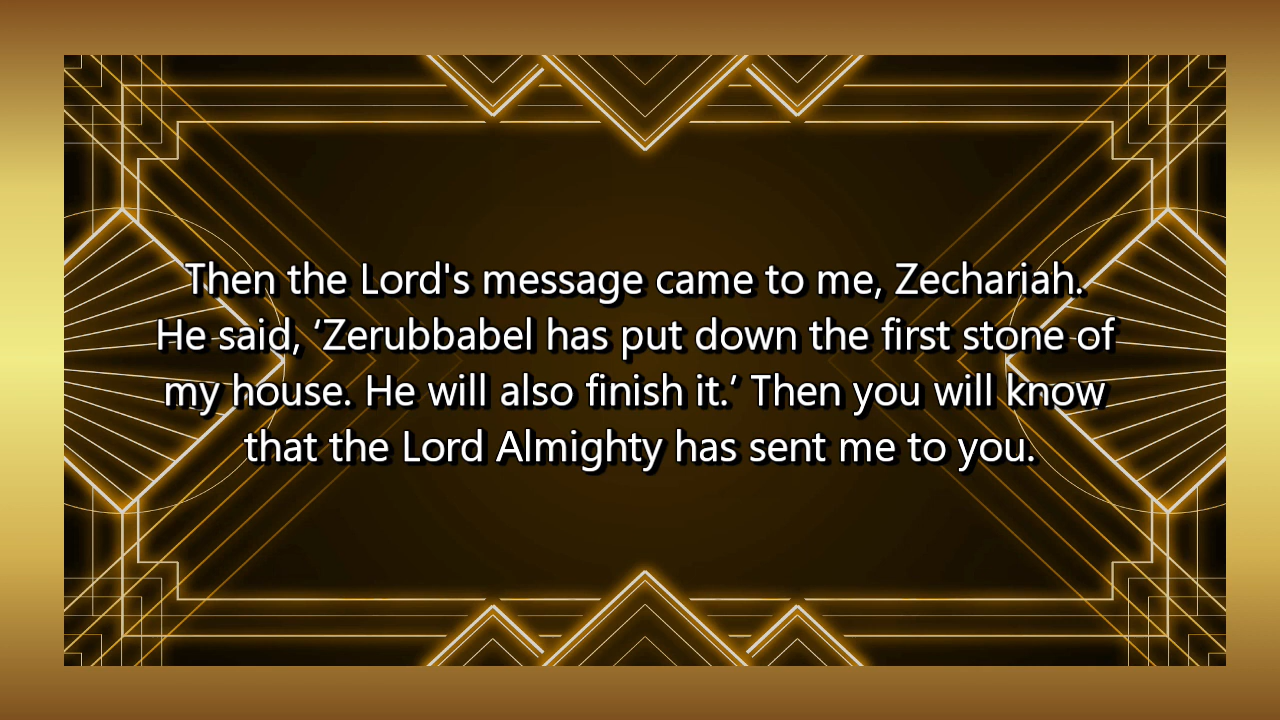 Then the Lord's message came to me, Zechariah.
He said, ‘Zerubbabel has put down the first stone of
my house. He will also finish it.’ Then you will know
that the Lord Almighty has sent me to you.